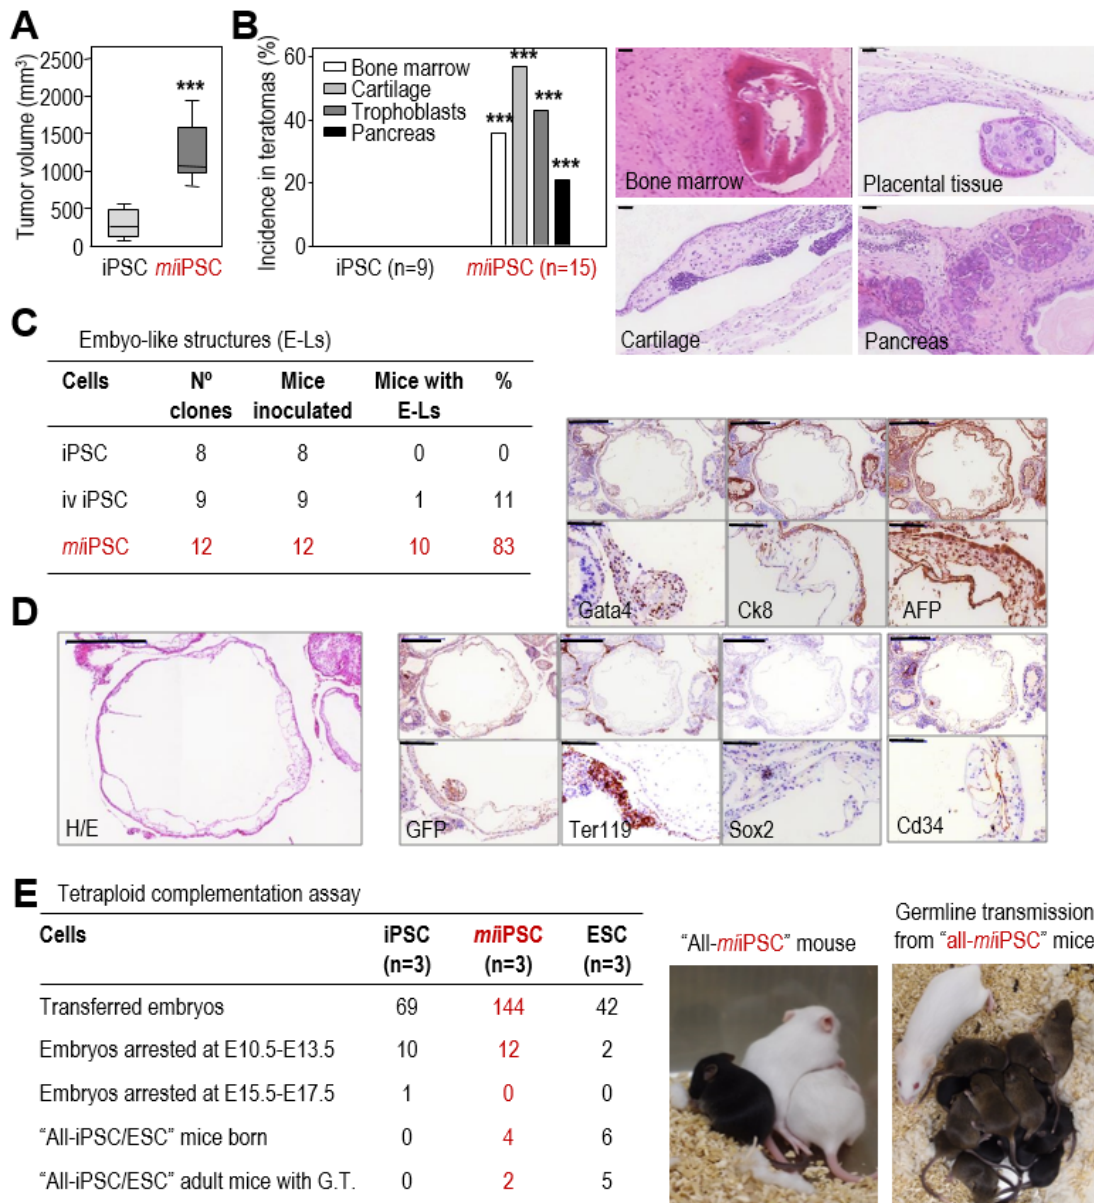 A
Tumor volume (mm³)
2500
2000
1500
1000
500
0
***
iPSC miiPSC
B
Incidence in teratomas (%)
60
40
20
0
Bone marrow
Cartilage
Trophoblasts
Pancreas
***
***
***
***
iPSC (n=9) miiPSC (n=15)
Bone marrow
Placental tissue
Cartilage
Pancreas
C
Embyo-like structures (E-Ls)
Cells Nº clones Mice inoculated Mice with E-Ls %
iPSC 8 8 0 0
iv iPSC 9 9 1 11
miiPSC 12 12 10 83
Gata4
Ck8
AFP
D
H/E
GFP
Ter119
Sox2
Cd34
E
Tetraploid complementation assay
Cells iPSC (n=3) miiPSC (n=3) ESC (n=3)
Transferred embryos 69 144 42
Embryos arrested at E10.5-E13.5 10 12 2
Embryos arrested at E15.5-E17.5 1 0 0
“All-iPSC/ESC” mice born 0 4 6
“All-iPSC/ESC” adult mice with G.T. 0 2 5
“All-miiPSC” mouse
Germline transmission
from “all-miiPSC” mice